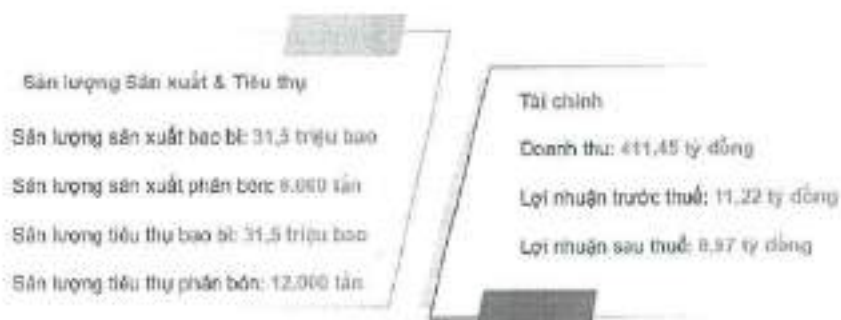 Sản lượng Sản xuất & Tiêu thụ
Sản lượng sản xuất bao bì: 31,5 triệu bao
Sản lượng sản xuất phân bón: 6.000 tấn
Sản lượng tiêu thụ bao bì: 31,5 triệu bao
Sản lượng tiêu thụ phân bón: 12.000 tấn
Tài chính
Doanh thu: 411,45 tỷ đồng
Lợi nhuận trước thuế: 11,22 tỷ đồng
Lợi nhuận sau thuế: 8,97 tỷ đồng